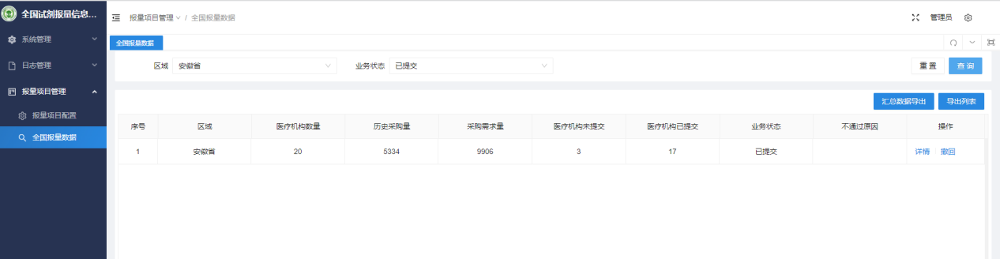 全国试剂报量信息...
报量项目管理 / 全国报量数据
管理员
系统管理
日志管理
报量项目管理
报量项目配置
全国报量数据
全国报量数据
区域 安徽省 业务状态 已提交 重置 查询
汇总数据导出 导出列表
序号 区域 医疗机构数量 历史采购量 采购需求量 医疗机构未提交 医疗机构已提交 业务状态 不通过原因 操作
1 安徽省 20 5334 9906 3 17 已提交 详情 撤回